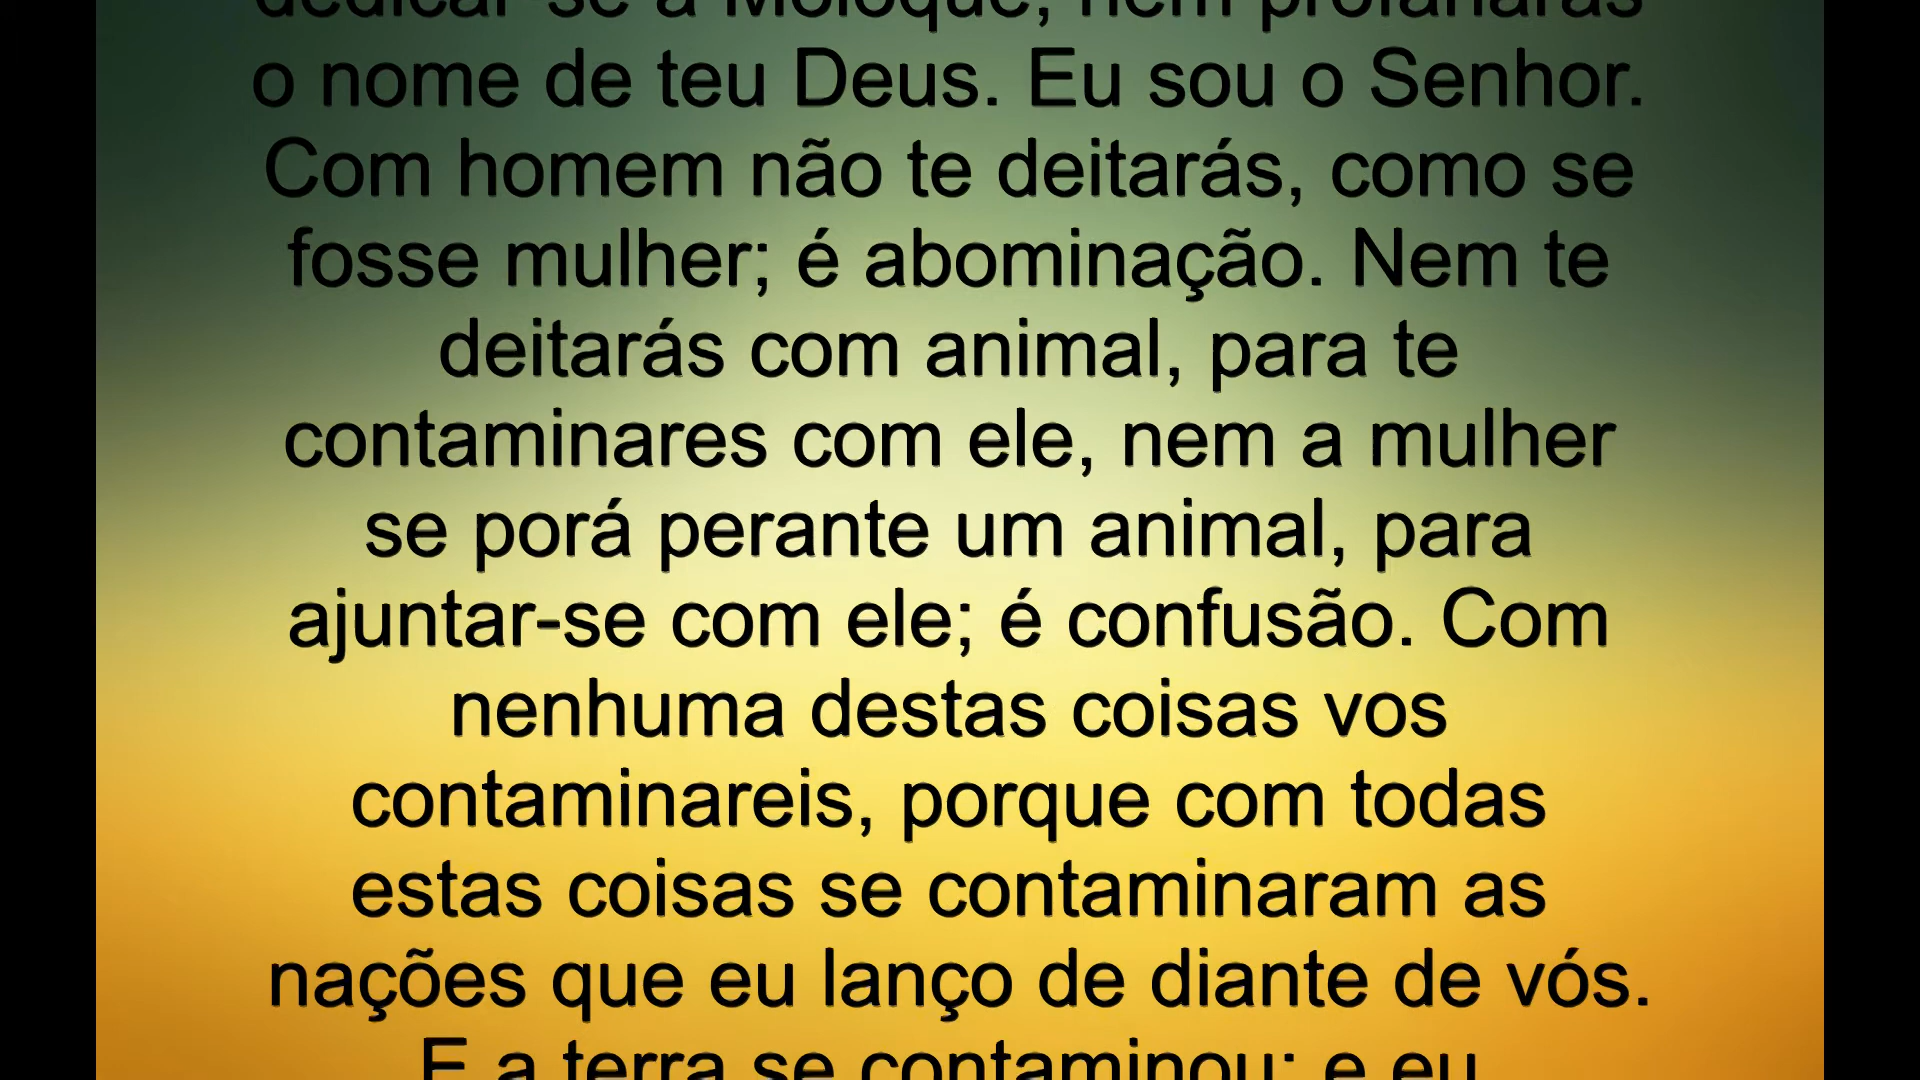 dedicar-se a Moloque, nem profanarás
o nome de teu Deus. Eu sou o Senhor.
Com homem não te deitarás, como se
fosse mulher; é abominação. Nem te
deitarás com animal, para te
contaminares com ele, nem a mulher
se porá perante um animal, para
ajuntar-se com ele; é confusão. Com
nenhuma destas coisas vos
contaminareis, porque com todas
estas coisas se contaminaram as
nações que eu lanço de diante de vós.
E a terra se contaminou; e eu